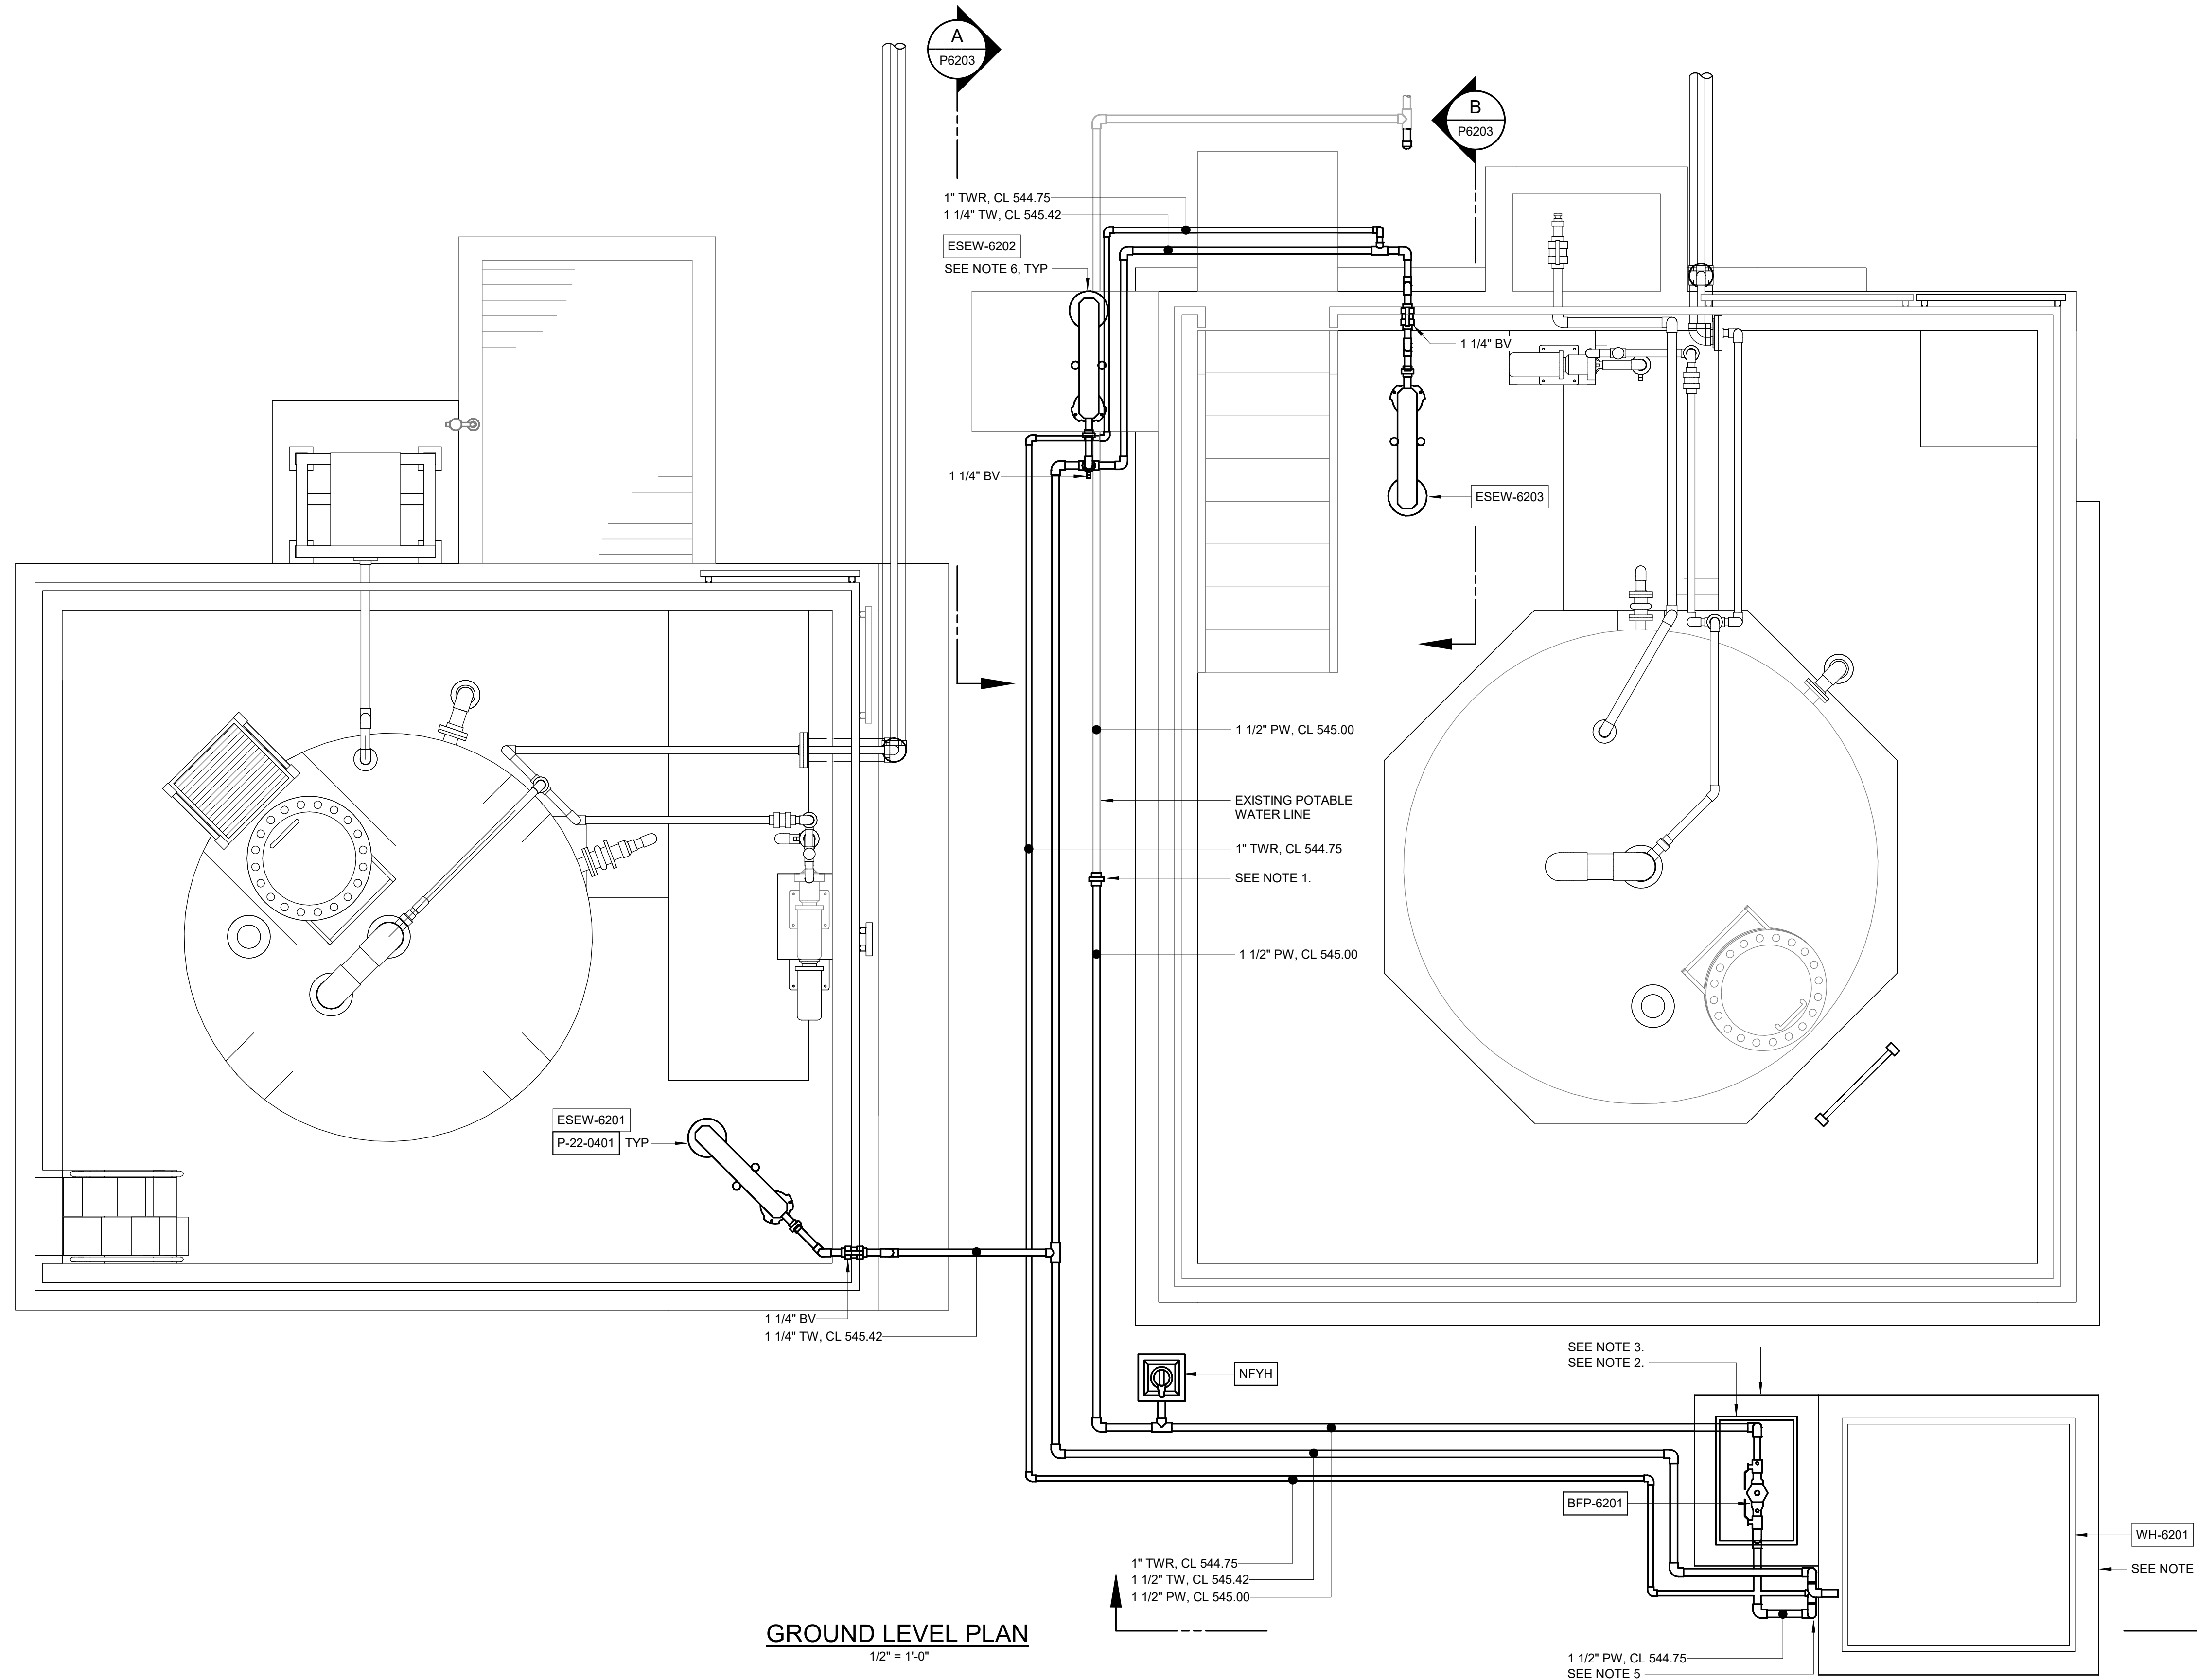 A
P6203
B
P6203
1" TWR, CL 544.75
1 1/4" TW, CL 545.42
ESEW-6202
SEE NOTE 6, TYP
1 1/4" BV
1 1/4" BV
ESEW-6203
1 1/2" PW, CL 545.00
EXISTING POTABLE
WATER LINE
1" TWR, CL 544.75
SEE NOTE 1.
1 1/2" PW, CL 545.00
ESEW-6201
P-22-0401 TYP
1 1/4" BV
1 1/4" TW, CL 545.42
SEE NOTE 3.
SEE NOTE 2.
NFYH
BFP-6201
WH-6201
SEE NOTE
1" TWR, CL 544.75
1 1/2" TW, CL 545.42
1 1/2" PW, CL 545.00
GROUND LEVEL PLAN
1/2" = 1'-0"
1 1/2" PW, CL 544.75
SEE NOTE 5